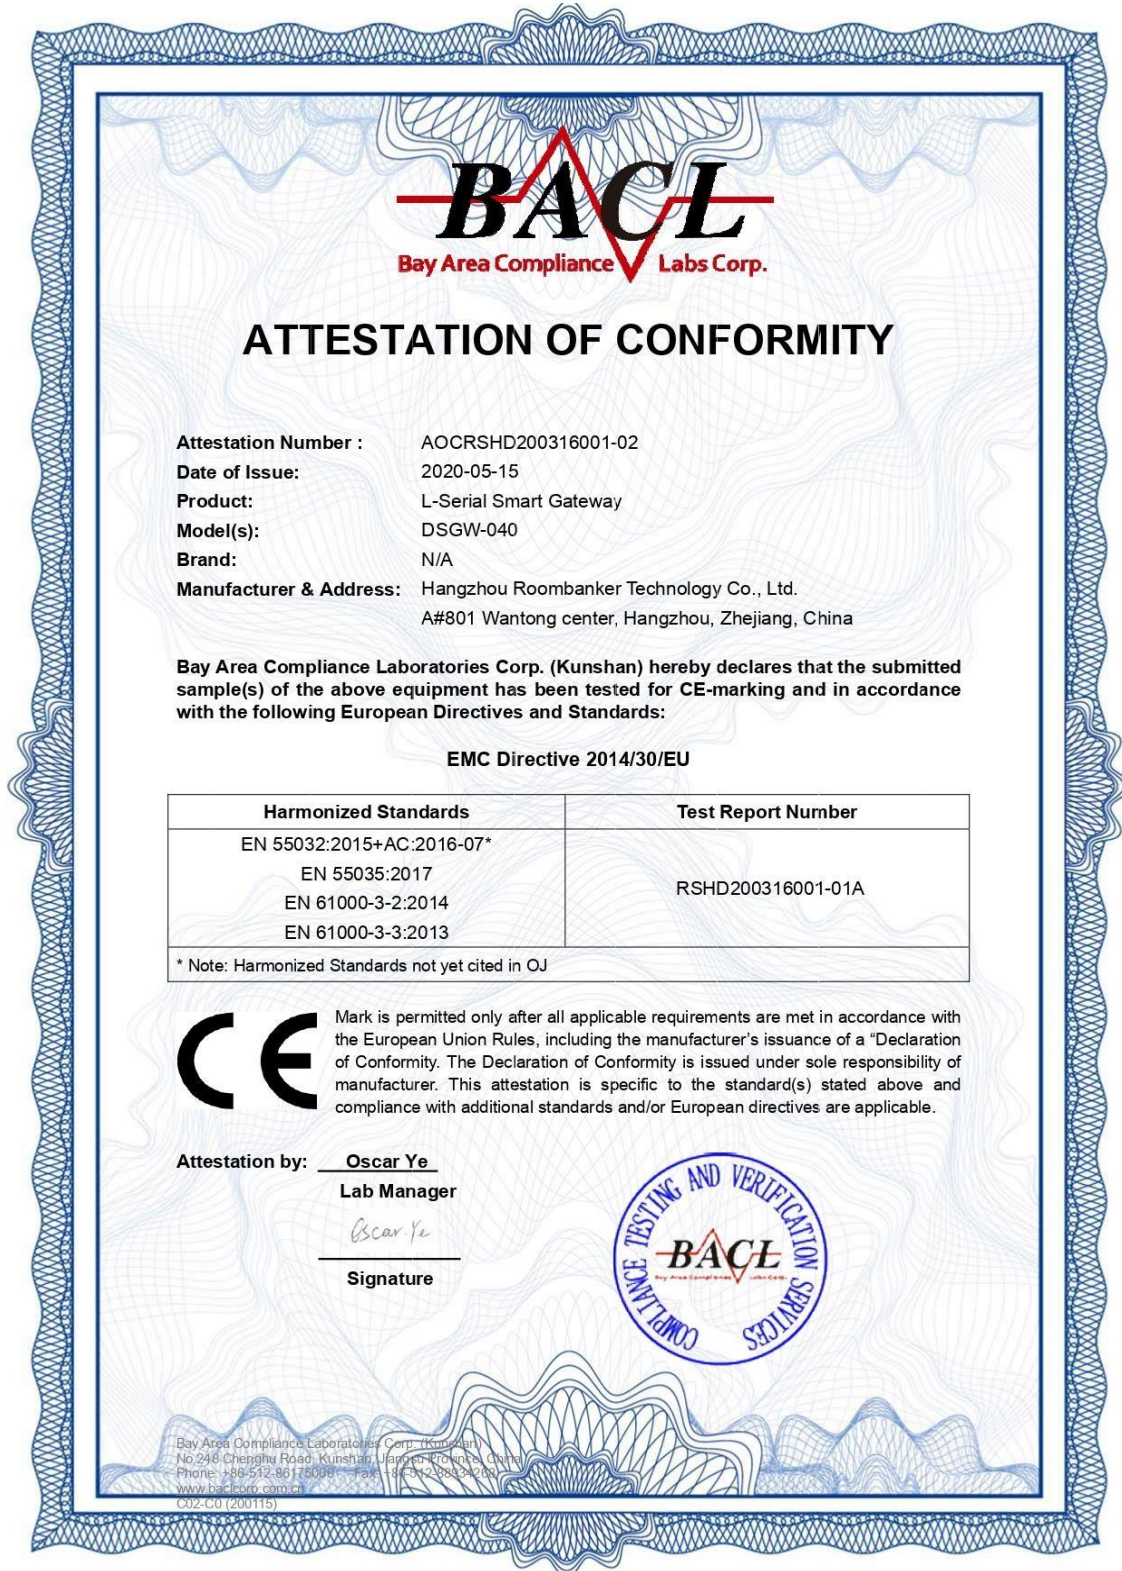 BACL
Bay Area Compliance Labs Corp.
ATTESTATION OF CONFORMITY
Attestation Number : AOCRSHD200316001-02
Date of Issue: 2020-05-15
Product: L-Serial Smart Gateway
Model(s): DSGW-040
Brand: N/A
Manufacturer & Address: Hangzhou Roombanker Technology Co., Ltd.
A#801 Wantong center, Hangzhou, Zhejiang, China
Bay Area Compliance Laboratories Corp. (Kunshan) hereby declares that the submitted
sample(s) of the above equipment has been tested for CE-marking and in accordance
with the following European Directives and Standards:
EMC Directive 2014/30/EU
Harmonized Standards Test Report Number
EN 55032:2015+AC:2016-07*
EN 55035:2017
EN 61000-3-2:2014
EN 61000-3-3:2013
RSHD200316001-01A
* Note: Harmonized Standards not yet cited in OJ
CE
Mark is permitted only after all applicable requirements are met in accordance with
the European Union Rules, including the manufacturer's issuance of a “Declaration
of Conformity. The Declaration of Conformity is issued under sole responsibility of
manufacturer. This attestation is specific to the standard(s) stated above and
compliance with additional standards and/or European directives are applicable.
Attestation by: Oscar Ye
Lab Manager
Oscar.Ye
Signature
COMPLIANCE TESTING AND VERIFICATION SERVICES
BACL
Bay Area Compliance Labs Corp.
Bay Area Compliance Laboratories Corp. (Kunshan)
No.248 Chenghu Road, Kunshan, Jiangsu Province, China
Phone: Fax:
www.baclcorp.com.cn
C02-C0 (200115)